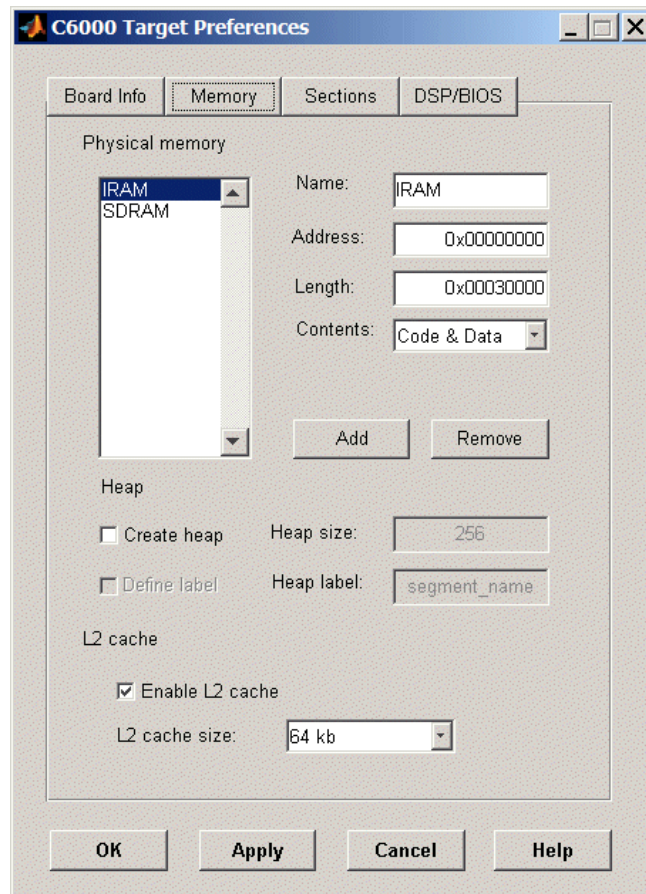 C6000 Target Preferences
Board Info Memory Sections DSP/BIOS
Physical memory
IRAM
SDRAM
Name: IRAM
Address: 0x00000000
Length: 0x00030000
Contents: Code & Data
Add Remove
Heap
Create heap Heap size: 256
Define label Heap label: segment_name
L2 cache
Enable L2 cache
L2 cache size: 64 kb
OK Apply Cancel Help